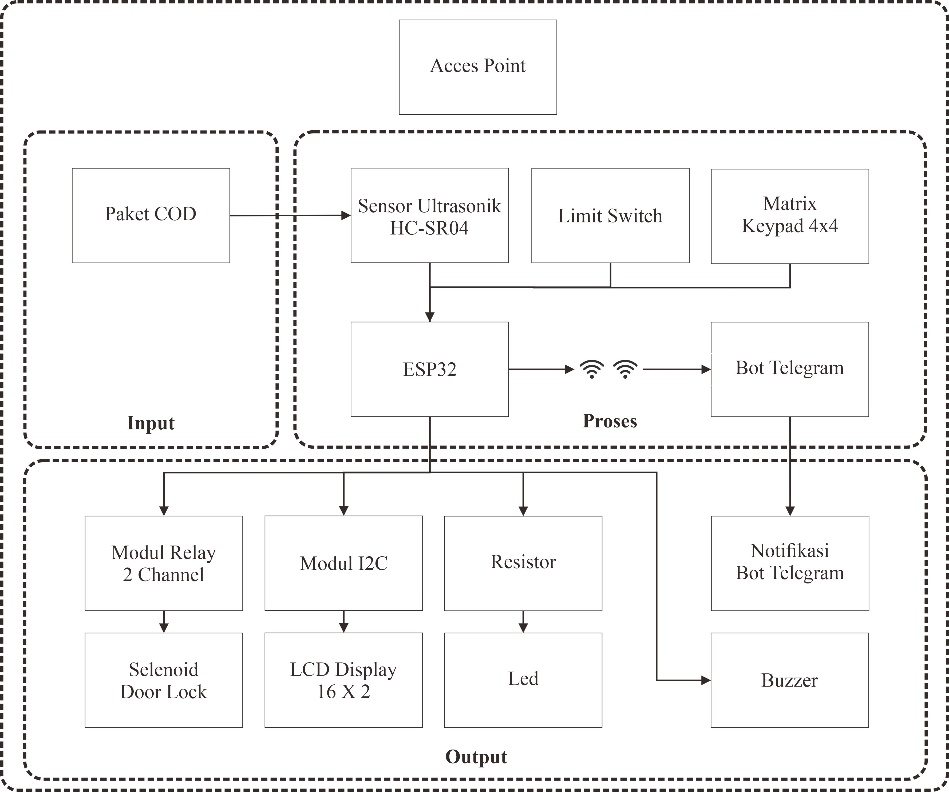 Acces Point
Paket COD
Sensor Ultrasonik
HC-SR04
Limit Switch
Matrix
Keypad 4x4
ESP32
Bot Telegram
Input
Proses
Modul Relay
2 Channel
Modul I2C
Resistor
Notifikasi
Bot Telegram
Selenoid
Door Lock
LCD Display
16 X 2
Led
Buzzer
Output